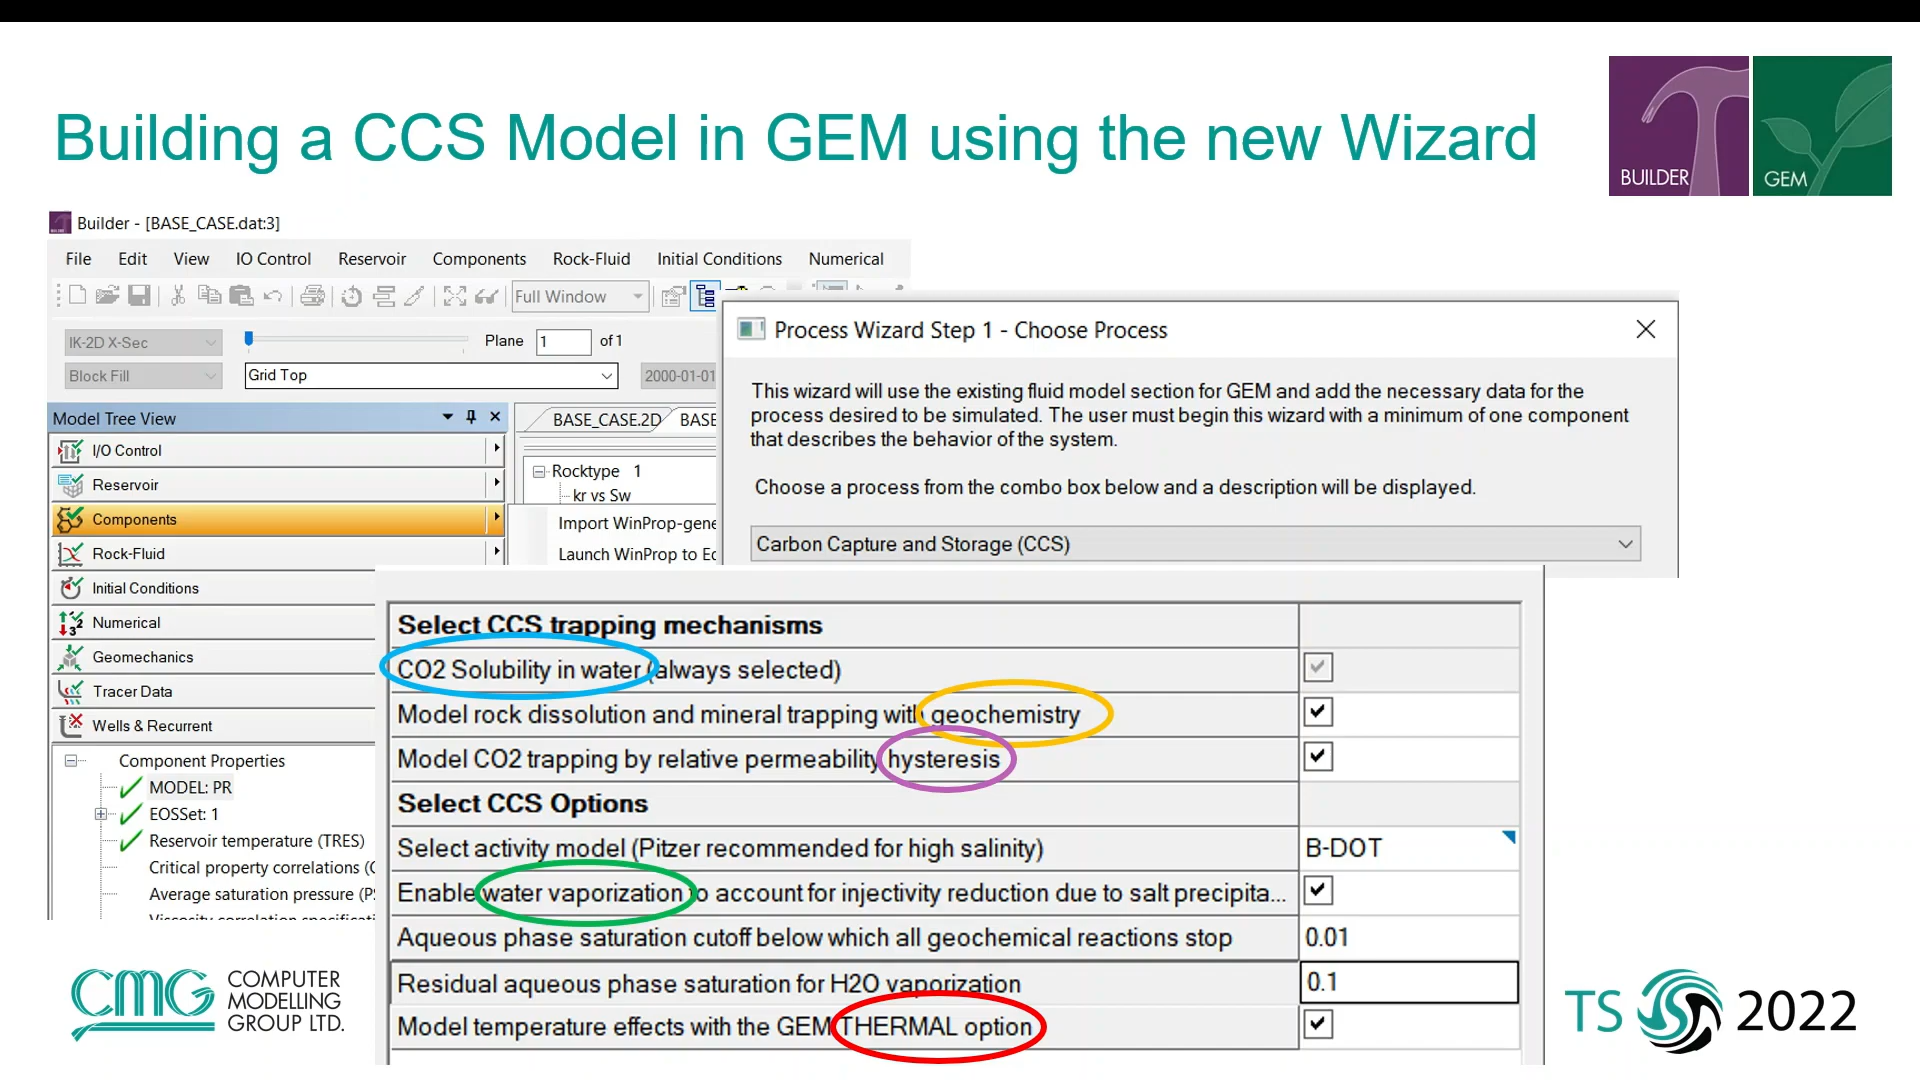 Building a CCS Model in GEM using the new Wizard
BUILDER
GEM
Builder - [BASE_CASE.dat:3]
File Edit View IO Control Reservoir Components Rock-Fluid Initial Conditions Numerical
Full Window
IK-2D X-Sec
Plane 1 of 1
Block Fill
Grid Top
2000-01-01
Model Tree View
BASE_CASE.2D
BASE
I/O Control
Reservoir
Components
Rock-Fluid
Initial Conditions
Numerical
Geomechanics
Tracer Data
Wells & Recurrent
Rocktype 1
kr vs Sw
Import WinProp-gene
Launch WinProp to Ec
Component Properties
MODEL: PR
EOSSet: 1
Reservoir temperature (TRES)
Critical property correlations (
Average saturation pressure (P
Viscosity correlation
Process Wizard Step 1 - Choose Process
This wizard will use the existing fluid model section for GEM and add the necessary data for the
process desired to be simulated. The user must begin this wizard with a minimum of one component
that describes the behavior of the system.
Choose a process from the combo box below and a description will be displayed.
Carbon Capture and Storage (CCS)
Select CCS trapping mechanisms
CO2 Solubility in water (always selected)
Model rock dissolution and mineral trapping with geochemistry
Model CO2 trapping by relative permeability hysteresis
Select CCS Options
Select activity model (Pitzer recommended for high salinity) B-DOT
Enable water vaporization to account for injectivity reduction due to salt precipita...
Aqueous phase saturation cutoff below which all geochemical reactions stop 0.01
Residual aqueous phase saturation for H2O vaporization 0.1
Model temperature effects with the GEM THERMAL option
CMG
COMPUTER
MODELLING
GROUP LTD.
TS 2022